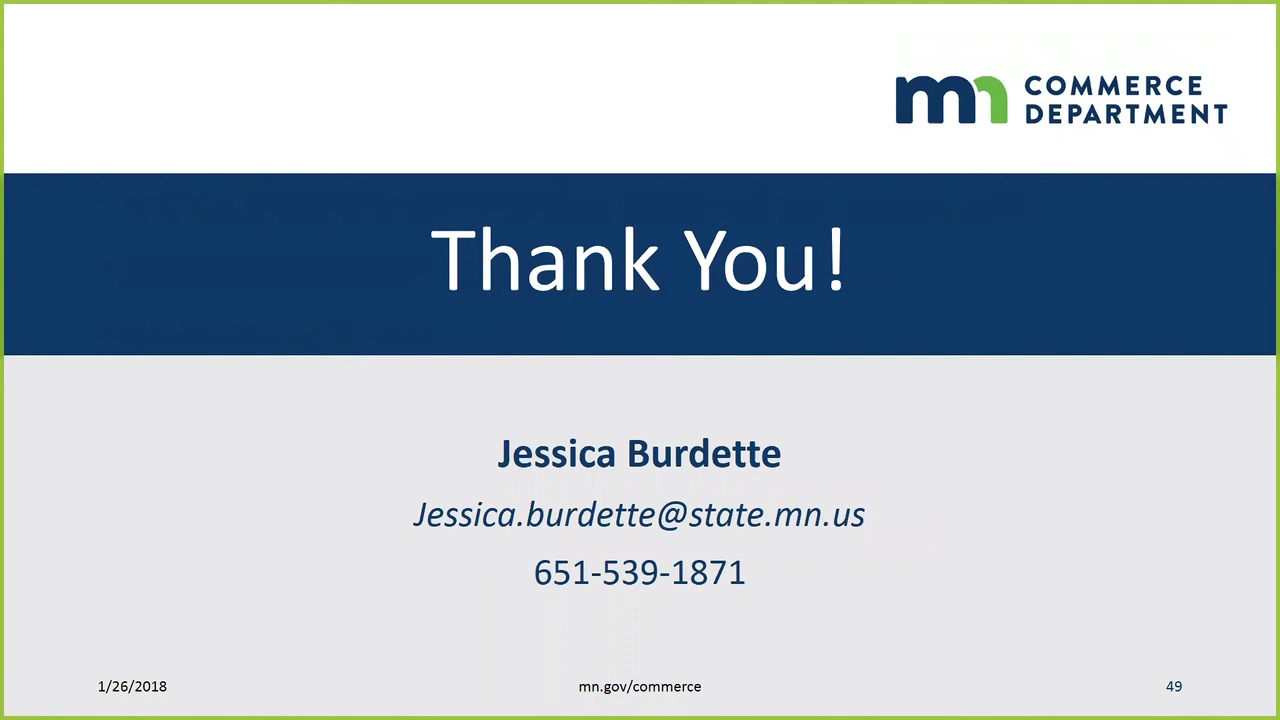 mn COMMERCE
DEPARTMENT
Thank You!
Jessica Burdette
Jessica.burdette@state.mn.us
651-539-1871
1/26/2018
mn.gov/commerce
49